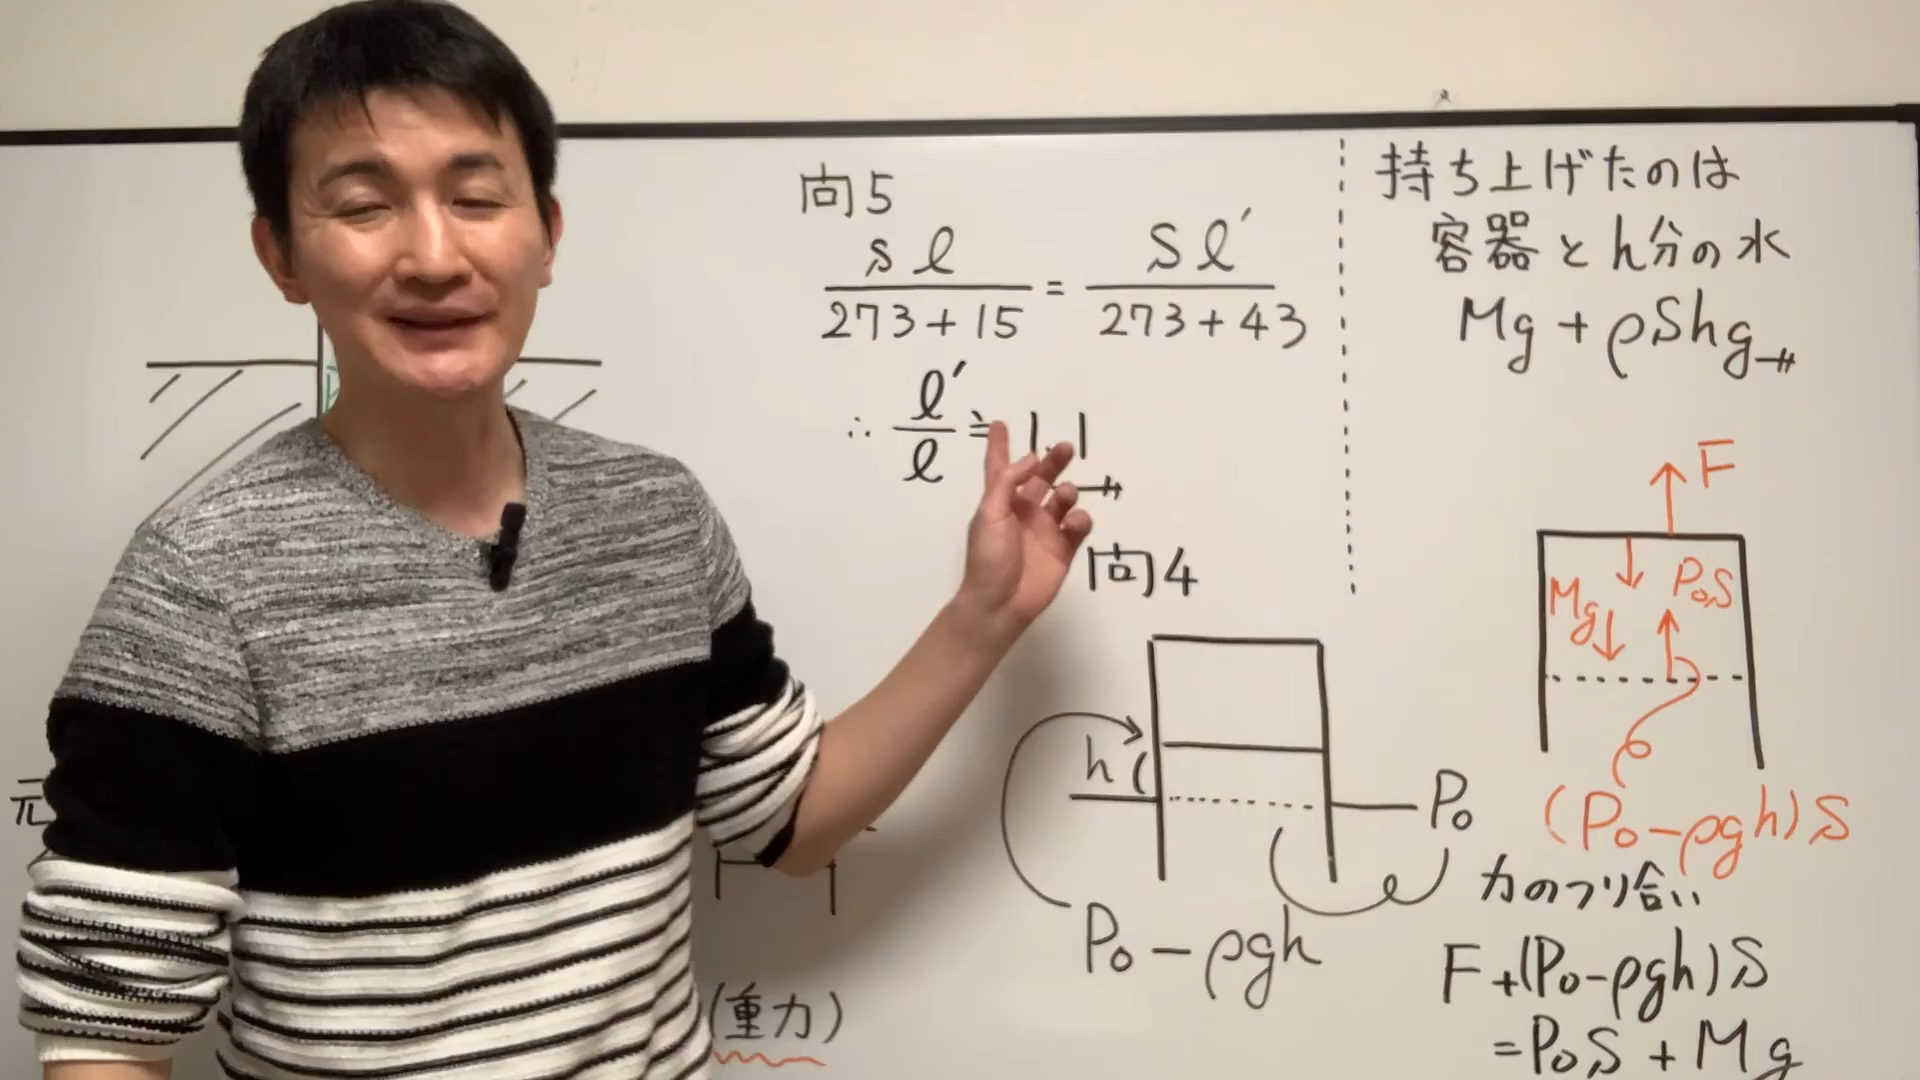 問5
Sl/273+15 = Sl′/273+43
∴ l′/l ≒ 1.1
問4
h
P₀
P₀-ρgh
(重力)
元
持ち上げたのは
容器とh分の水
Mg+ρShg
F
Mg
P₀S
(P₀-ρgh)S
力のつり合い
F+(P₀-ρgh)S
=P₀S+Mg